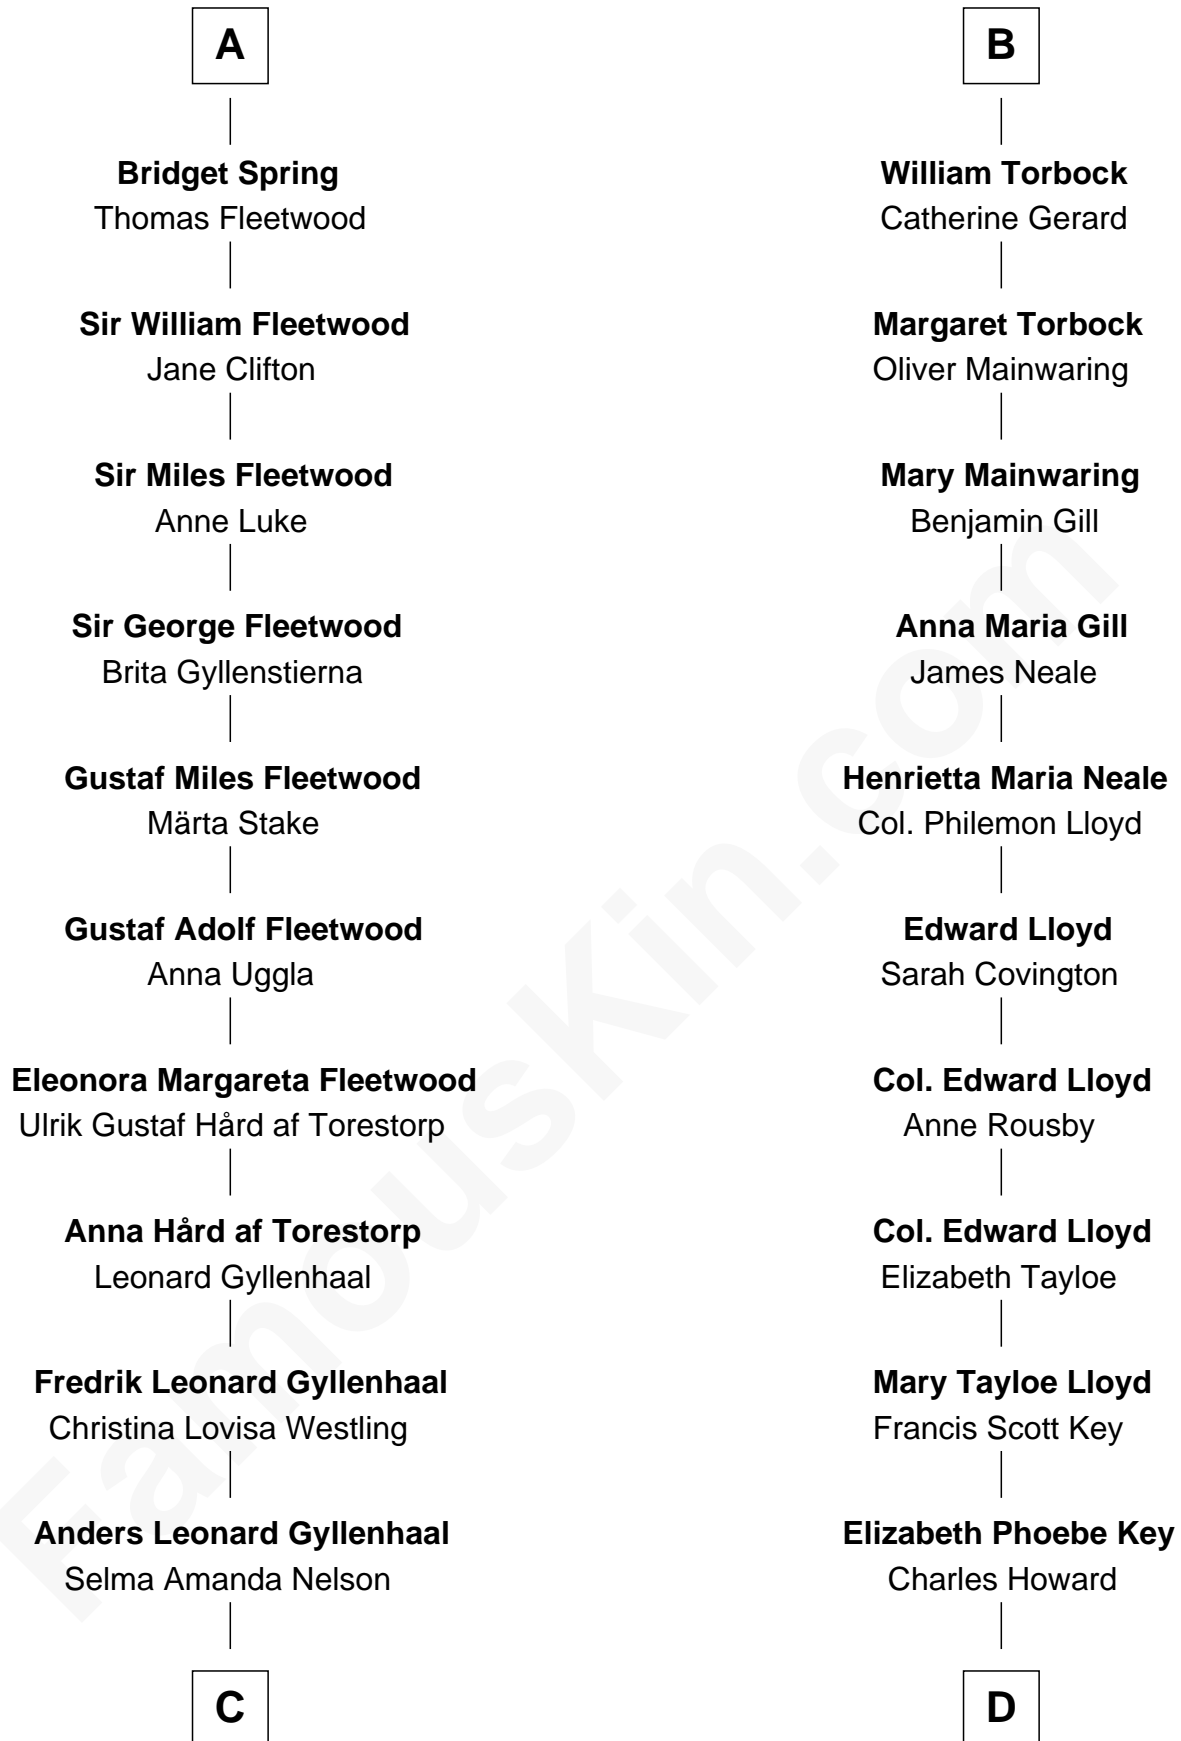 A
Bridget Spring
Thomas Fleetwood
Sir William Fleetwood
Jane Clifton
Sir Miles Fleetwood
Anne Luke
Sir George Fleetwood
Brita Gyllenstierna
Gustaf Miles Fleetwood
Märta Stake
Gustaf Adolf Fleetwood
Anna Uggla
Eleonora Margareta Fleetwood
Ulrik Gustaf Hård af Torestorp
Anna Hård af Torestorp
Leonard Gyllenhaal
Fredrik Leonard Gyllenhaal
Christina Lovisa Westling
Anders Leonard Gyllenhaal
Selma Amanda Nelson
C
B
William Torbock
Catherine Gerard
Margaret Torbock
Oliver Mainwaring
Mary Mainwaring
Benjamin Gill
Anna Maria Gill
James Neale
Henrietta Maria Neale
Col. Philemon Lloyd
Edward Lloyd
Sarah Covington
Col. Edward Lloyd
Anne Rousby
Col. Edward Lloyd
Elizabeth Tayloe
Mary Tayloe Lloyd
Francis Scott Key
Elizabeth Phoebe Key
Charles Howard
D
FamousKin.com